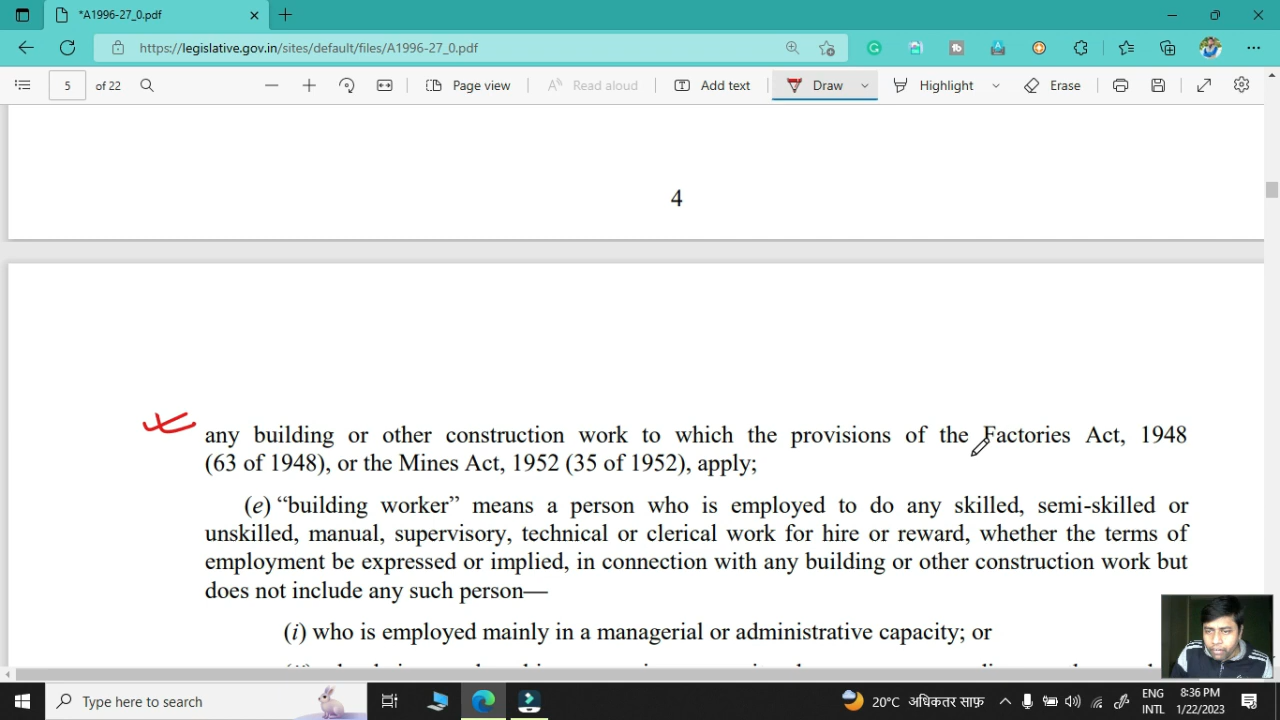 *A1996-27_0.pdf
https://legislative.gov.in/sites/default/files/A1996-27_0.pdf
5 of 22 Page view Read aloud Add text Draw Highlight Erase
4
any building or other construction work to which the provisions of the Factories Act, 1948
(63 of 1948), or the Mines Act, 1952 (35 of 1952), apply;
(e) “building worker” means a person who is employed to do any skilled, semi-skilled or
unskilled, manual, supervisory, technical or clerical work for hire or reward, whether the terms of
employment be expressed or implied, in connection with any building or other construction work but
does not include any such person—
(i) who is employed mainly in a managerial or administrative capacity; or
Type here to search
20°C अधिकतर साफ़
ENG 8:36 PM
INTL 1/22/2023